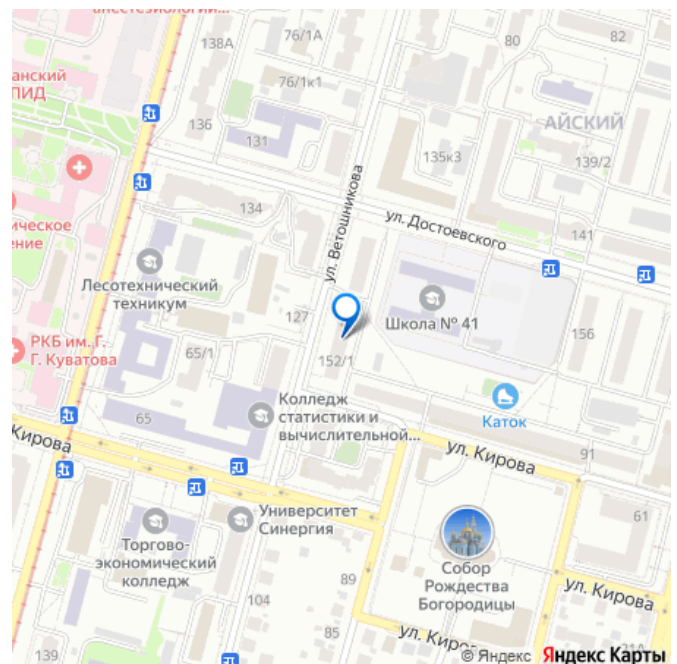 138А
76/1А
80
82
анский
ПИД
76/1к1
136
131
АЙСКИЙ
135к3
139/2
134
ул. Ветошникова
ул. Достоевского
141
ическое
ение
Лесотехнический
техникум
127
Школа № 41
156
РКБ им. Г.
Г. Куватова
65/1
152/1
Колледж
статистики и
вычислительной...
Каток
65
Кирова
ул. Кирова
91
Университет
Синергия
61
Торгово-
экономический
колледж
Собор
Рождества
Богородицы
89
ул. Кирова
104
85
139
© Яндекс Яндекс Карты